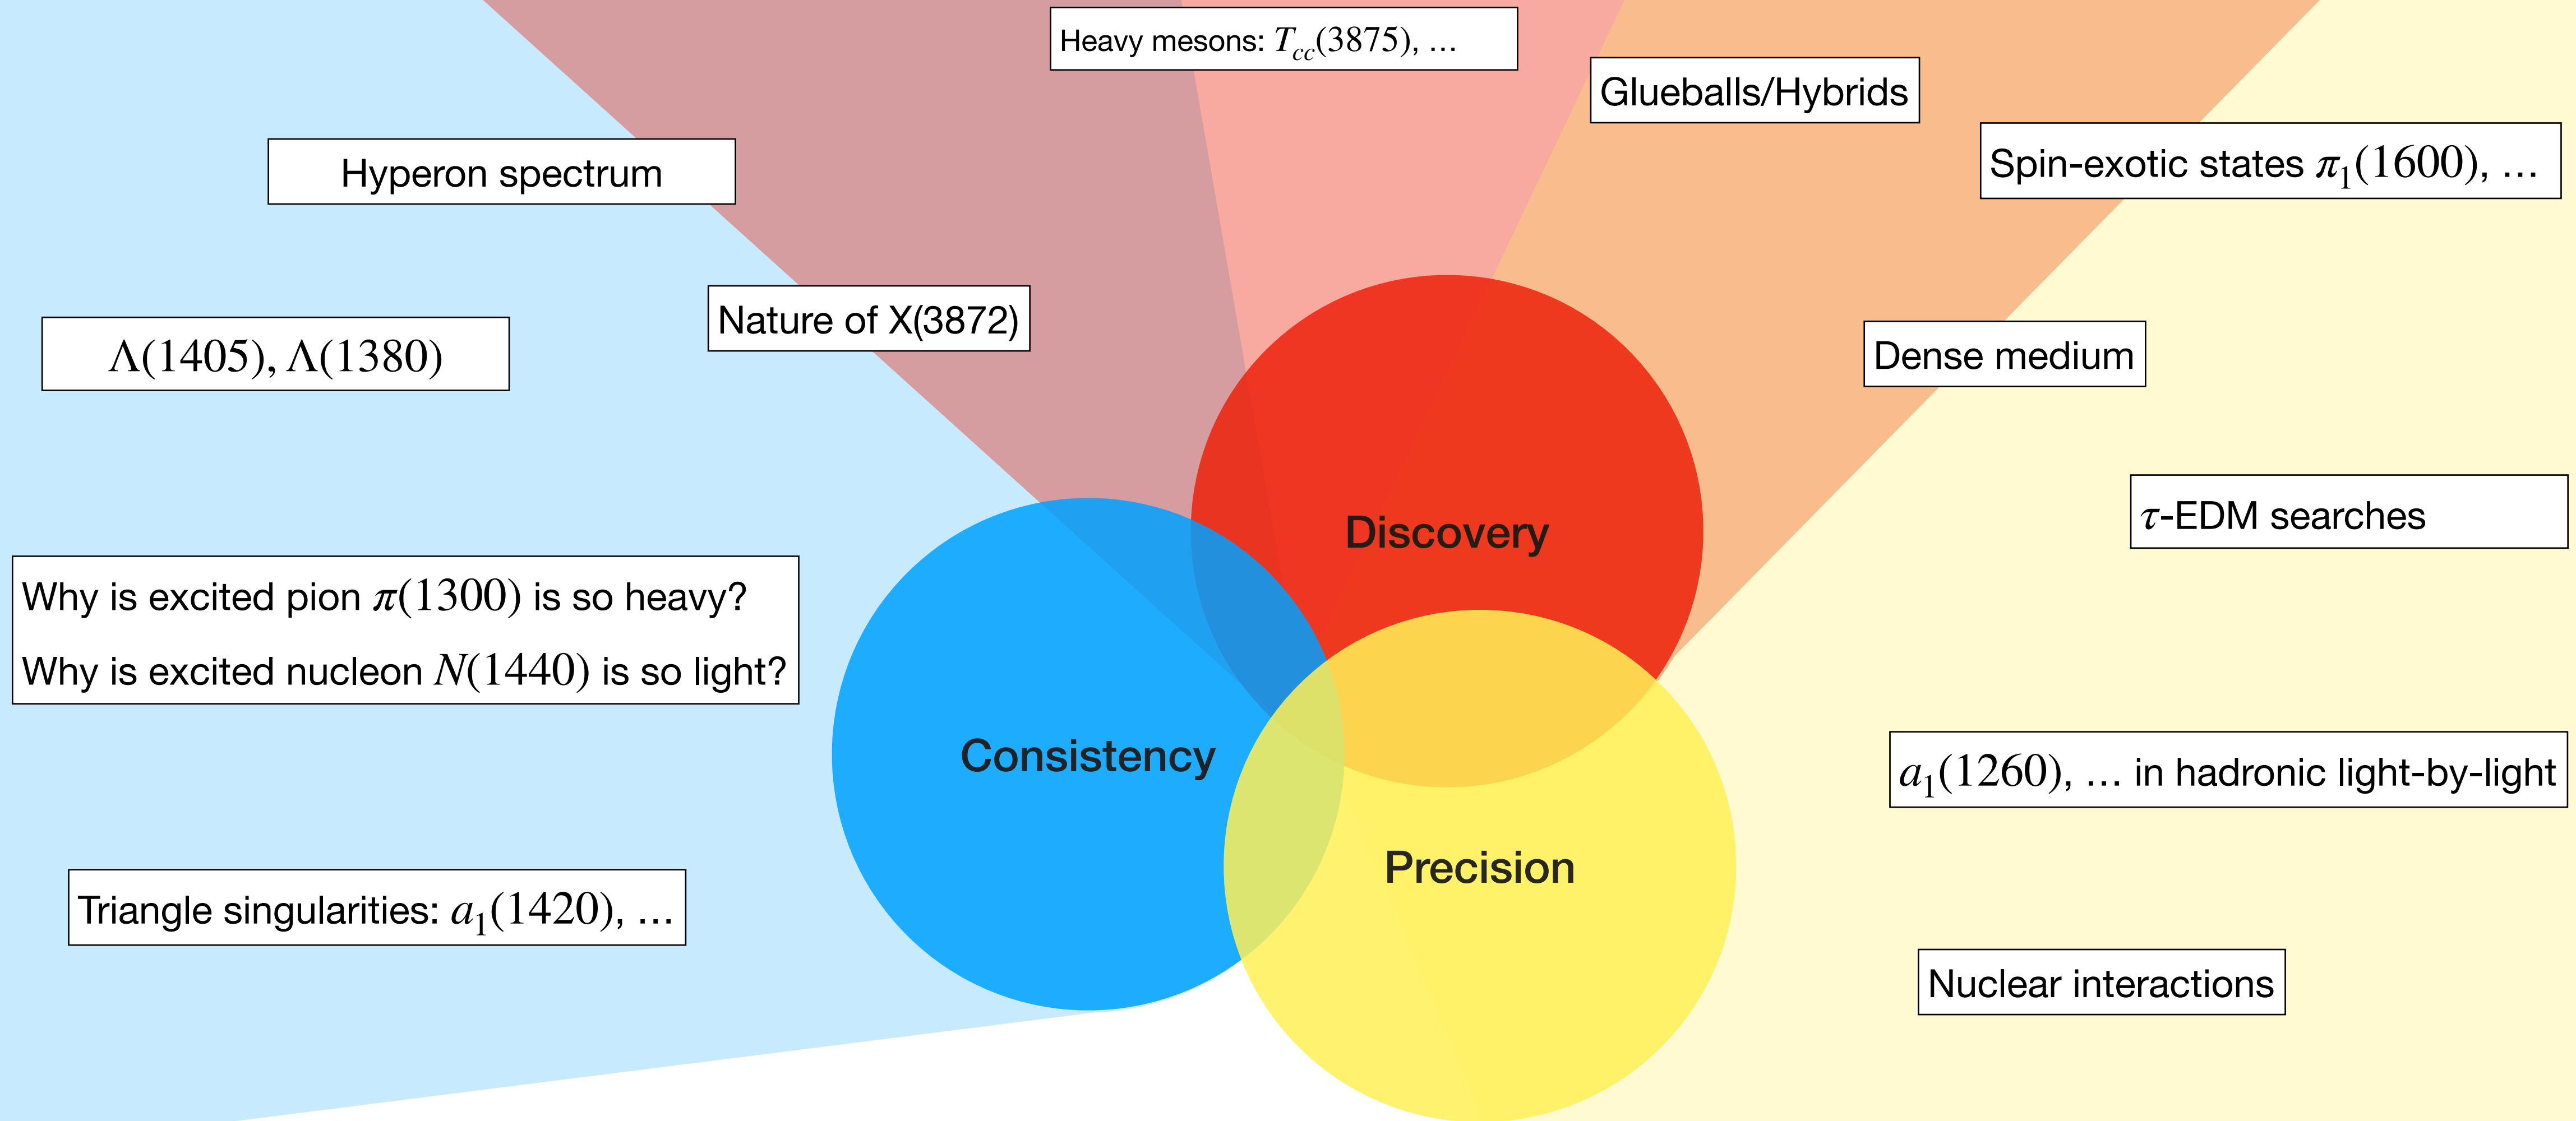 Heavy mesons: T_cc(3875), ...
Glueballs/Hybrids
Hyperon spectrum
Spin-exotic states π₁(1600), ...
Nature of X(3872)
Λ(1405), Λ(1380)
Dense medium
Discovery
τ-EDM searches
Why is excited pion π(1300) is so heavy?
Why is excited nucleon N(1440) is so light?
Consistency
a₁(1260), ... in hadronic light-by-light
Precision
Triangle singularities: a₁(1420), ...
Nuclear interactions